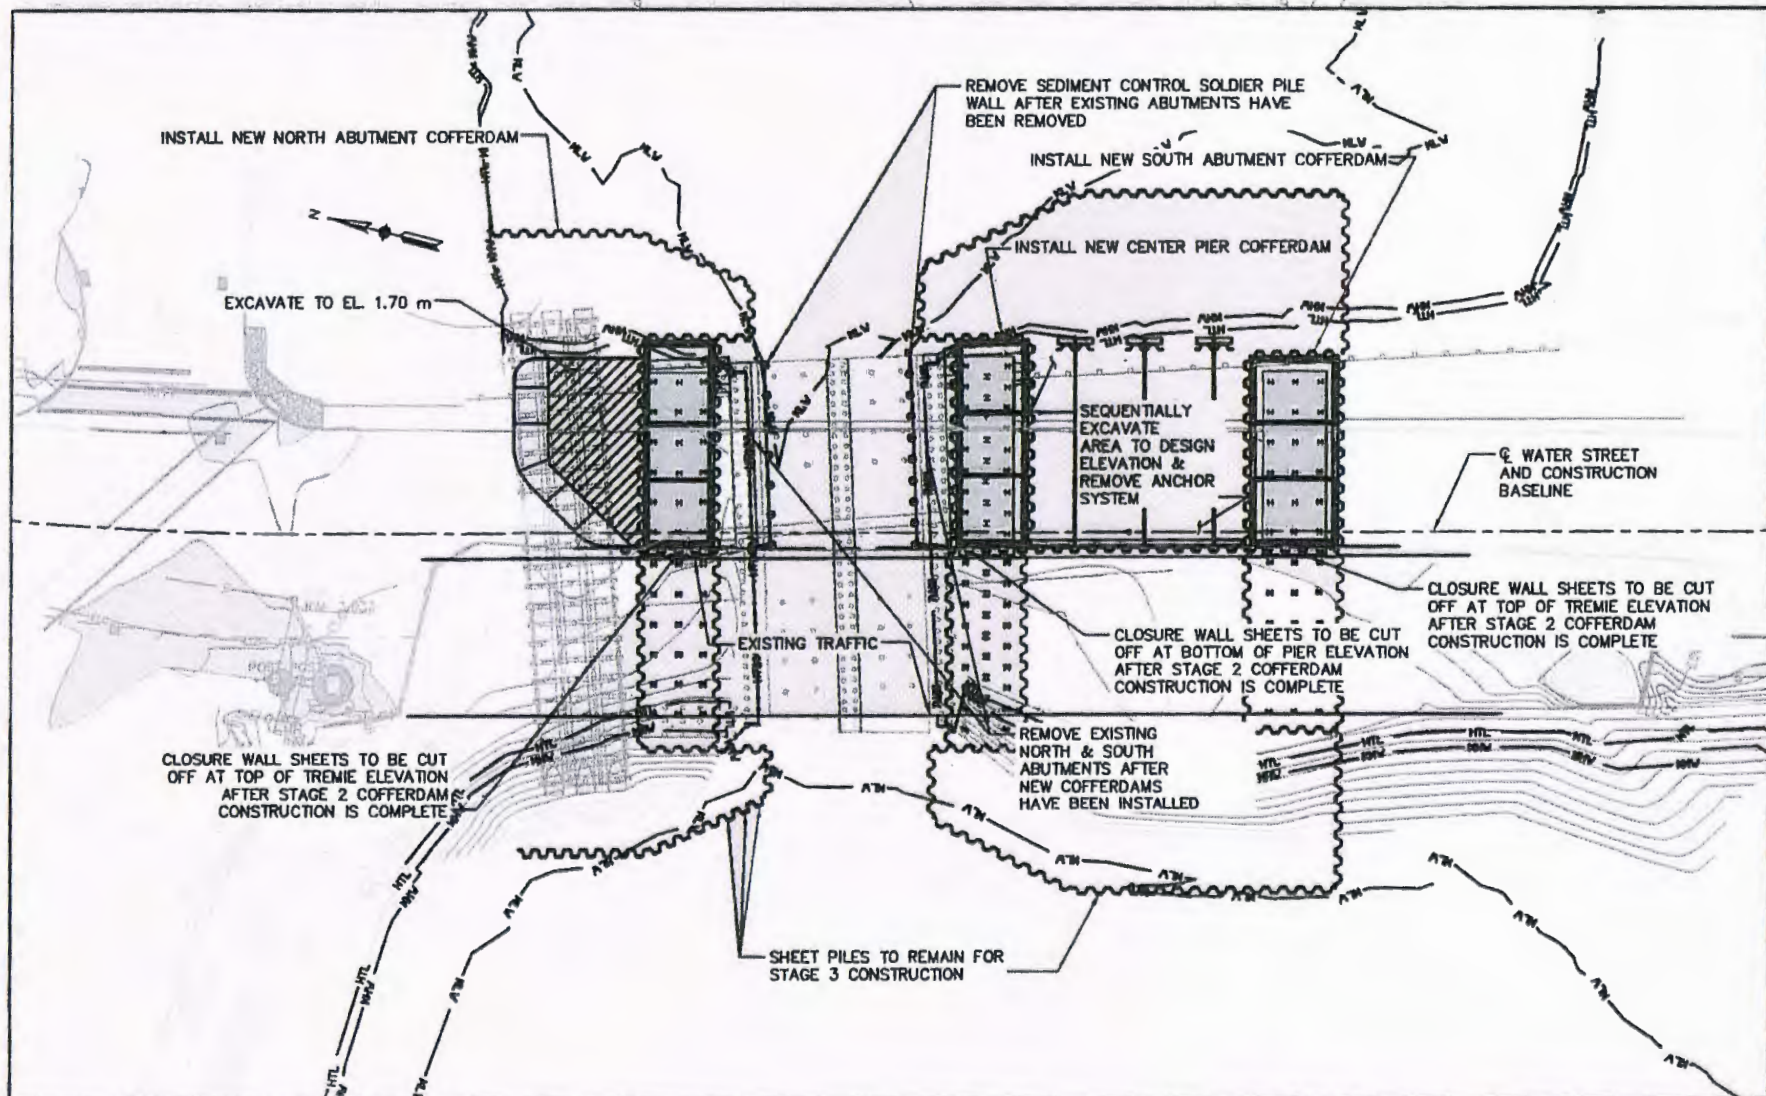 REMOVE SEDIMENT CONTROL SOLDIER PILE
WALL AFTER EXISTING ABUTMENTS HAVE
BEEN REMOVED
INSTALL NEW NORTH ABUTMENT COFFERDAM
INSTALL NEW SOUTH ABUTMENT COFFERDAM
N
INSTALL NEW CENTER PIER COFFERDAM
EXCAVATE TO EL. 1.70 m
SEQUENTIALLY
EXCAVATE
AREA TO DESIGN
ELEVATION &
REMOVE ANCHOR
SYSTEM
℄ WATER STREET
AND CONSTRUCTION
BASELINE
CLOSURE WALL SHEETS TO BE CUT
OFF AT TOP OF TREMIE ELEVATION
AFTER STAGE 2 COFFERDAM
CONSTRUCTION IS COMPLETE
EXISTING TRAFFIC
CLOSURE WALL SHEETS TO BE CUT
OFF AT BOTTOM OF PIER ELEVATION
AFTER STAGE 2 COFFERDAM
CONSTRUCTION IS COMPLETE
REMOVE EXISTING
NORTH & SOUTH
ABUTMENTS AFTER
NEW COFFERDAMS
HAVE BEEN INSTALLED
CLOSURE WALL SHEETS TO BE CUT
OFF AT TOP OF TREMIE ELEVATION
AFTER STAGE 2 COFFERDAM
CONSTRUCTION IS COMPLETE
HTL
HTL
HTL
HTL
HTL
HTL
SHEET PILES TO REMAIN FOR
STAGE 3 CONSTRUCTION